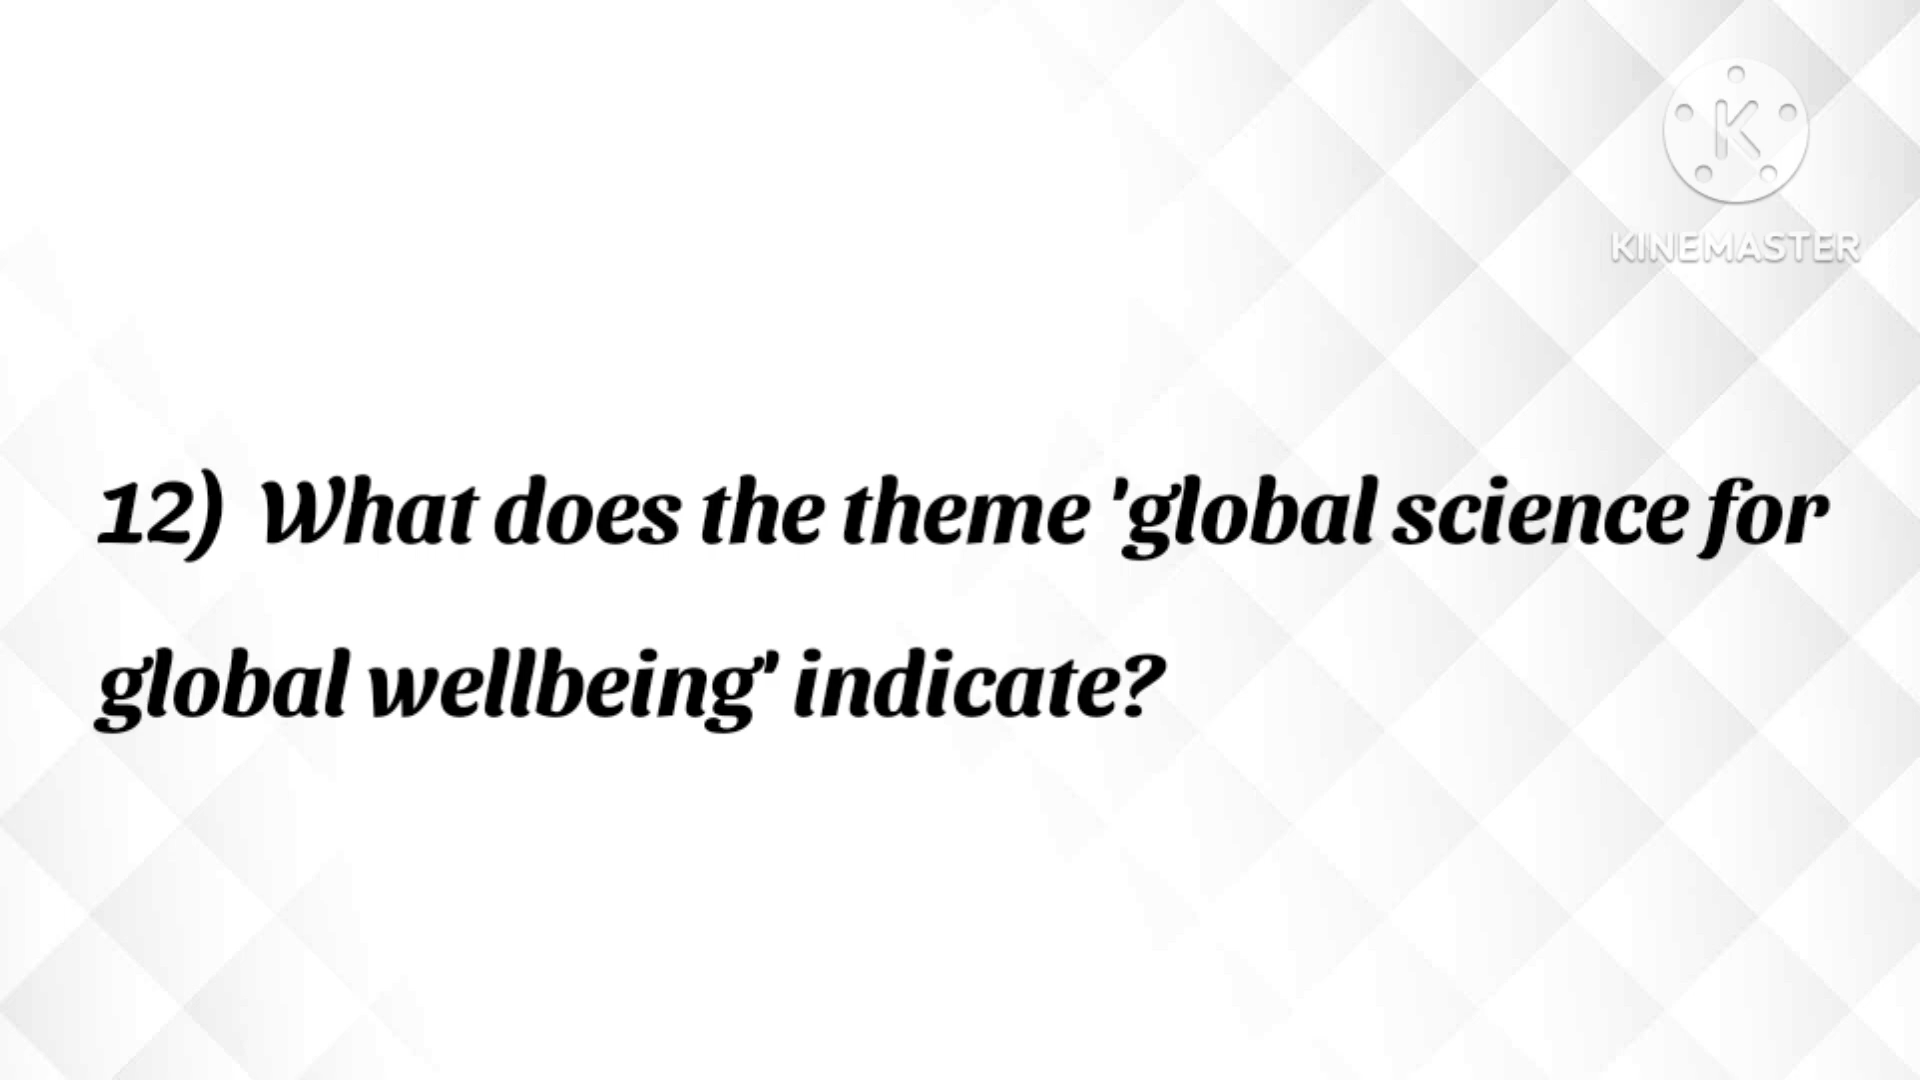 K
KINEMASTER
12) What does the theme 'global science for
global wellbeing' indicate?